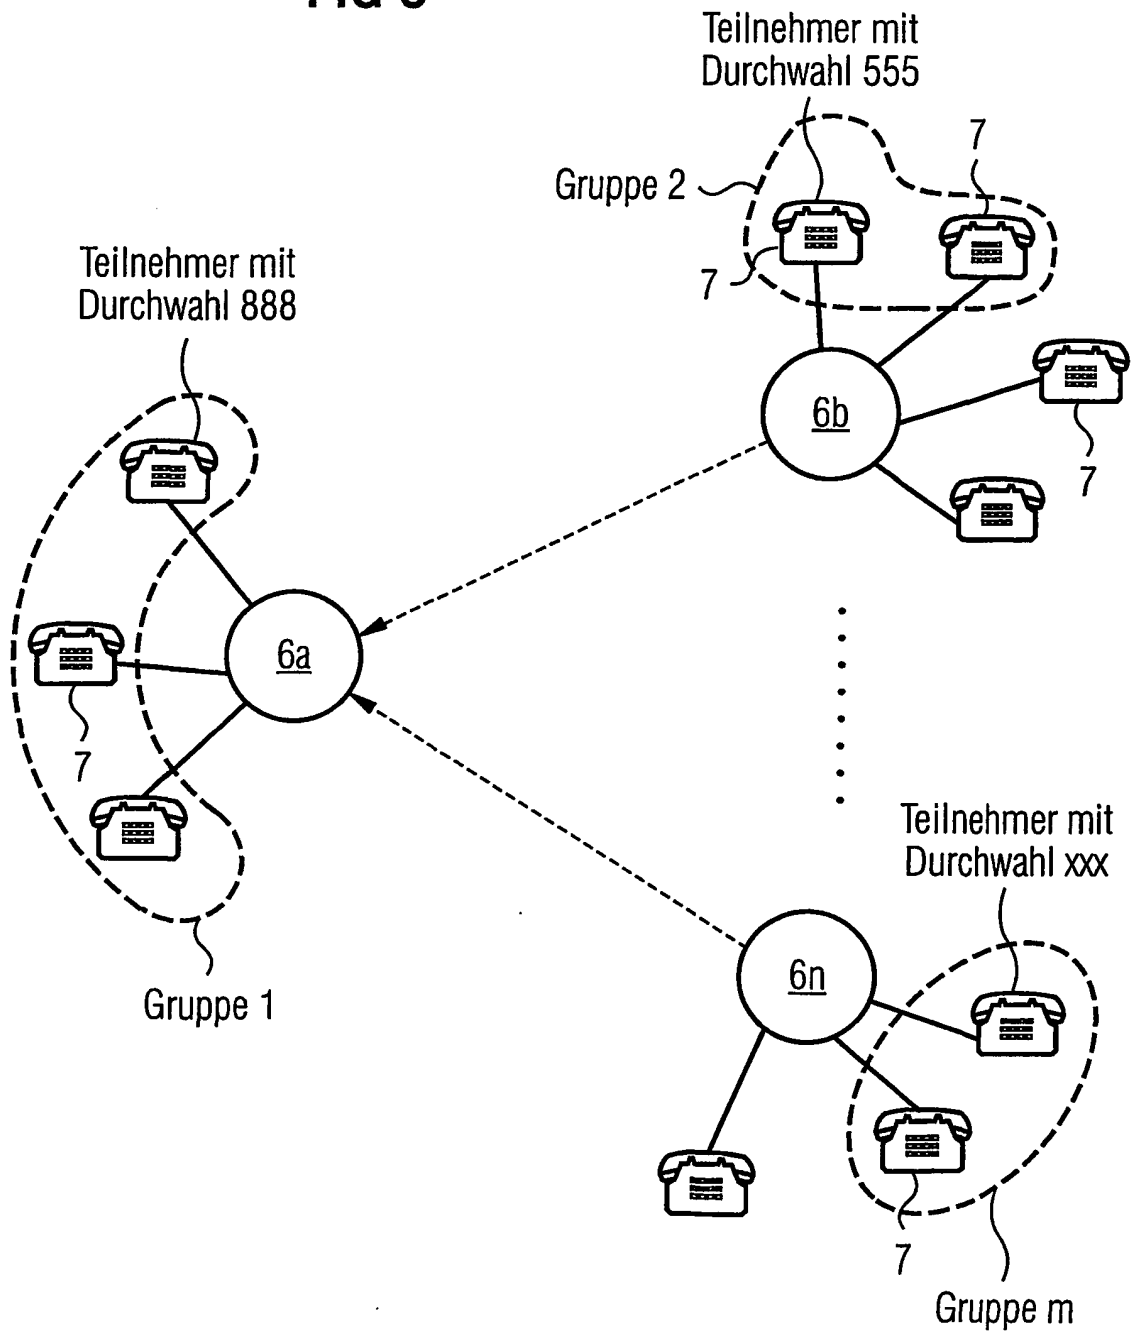 Teilnehmer mit
Durchwahl 555
7
Gruppe 2
7
Teilnehmer mit
Durchwahl 888
6b
7
6a
7
Teilnehmer mit
Durchwahl xxx
6n
Gruppe 1
7
Gruppe m